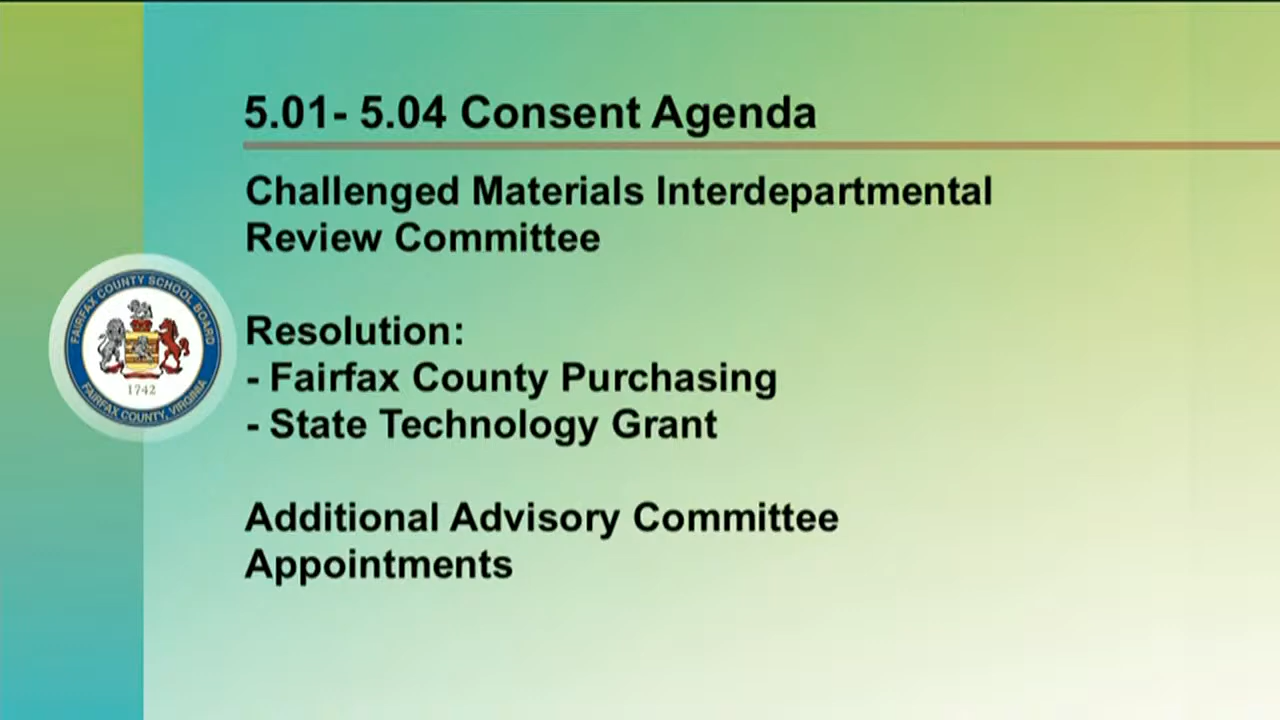 5.01- 5.04 Consent Agenda
Challenged Materials Interdepartmental
Review Committee
FAIRFAX COUNTY SCHOOL BOARD
1742
FAIRFAX COUNTY, VIRGINIA
Resolution:
- Fairfax County Purchasing
- State Technology Grant
Additional Advisory Committee
Appointments